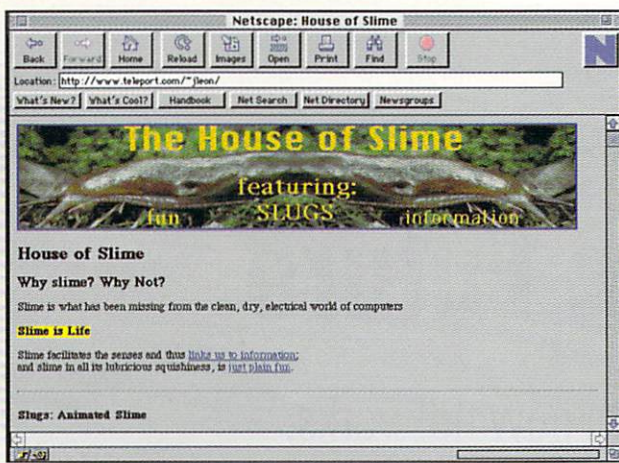 Netscape: House of Slime
Back Forward Home Reload Images Open Print Find Stop
N
Location: http://www.teleport.com/~jleon/
What's New? What's Cool? Handbook Net Search Net Directory Newsgroups
The House of Slime
featuring:
fun SLUGS information
House of Slime
Why slime? Why Not?
Slime is what has been missing from the clean, dry, electrical world of computers
Slime is Life
Slime facilitates the senses and thus links us to information;
and slime in all its lubricious squishiness, is just plain fun.
Slugs: Animated Slime